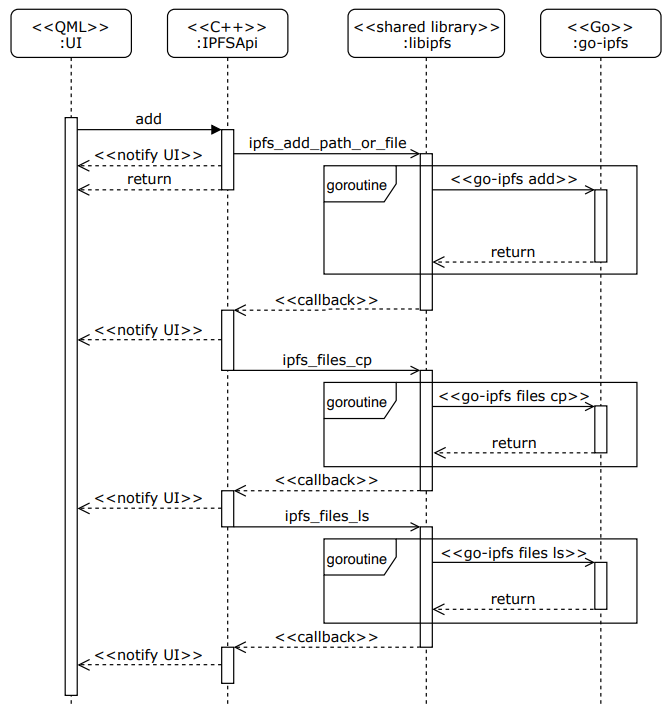 <<QML>>
:UI
<<C++>>
:IPFSApi
<<shared library>>
:libipfs
<<Go>>
:go-ipfs
add
ipfs_add_path_or_file
<<notify UI>>
return
goroutine
<<go-ipfs add>>
return
<<callback>>
<<notify UI>>
ipfs_files_cp
goroutine
<<go-ipfs files cp>>
return
<<callback>>
<<notify UI>>
ipfs_files_ls
goroutine
<<go-ipfs files ls>>
return
<<callback>>
<<notify UI>>